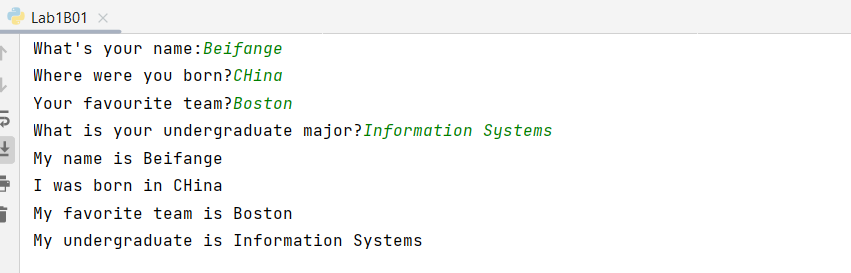 Lab1B01
What's your name:Beifange
Where were you born?CHina
Your favourite team?Boston
What is your undergraduate major?Information Systems
My name is Beifange
I was born in CHina
My favorite team is Boston
My undergraduate is Information Systems